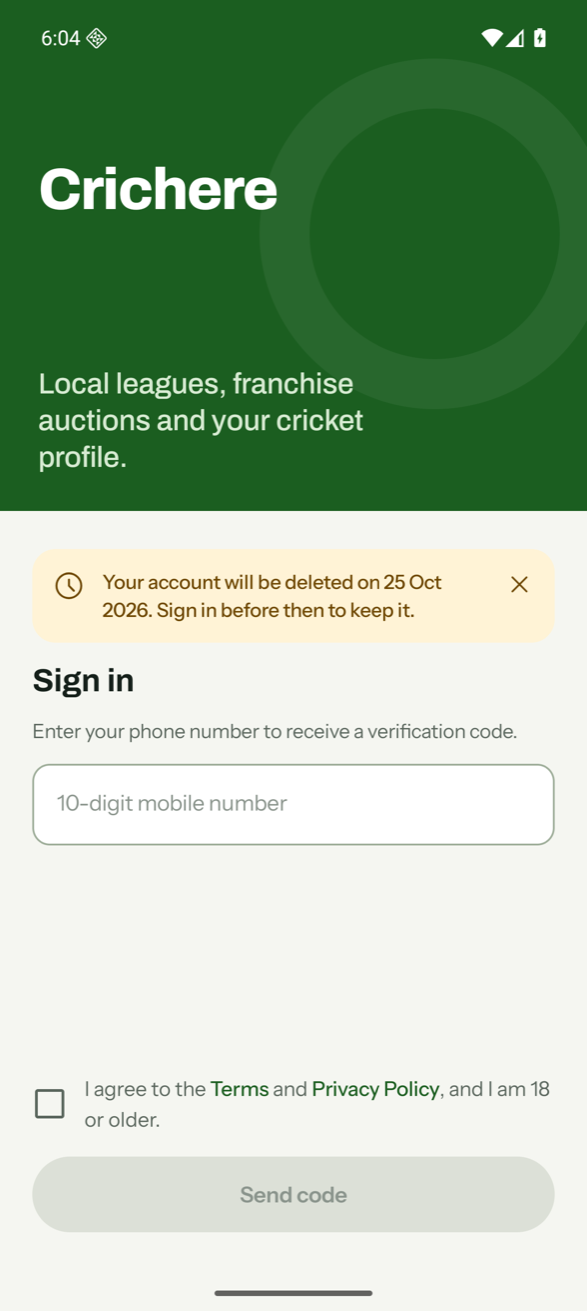 6:04
Crichere
Local leagues, franchise
auctions and your cricket
profile.
Your account will be deleted on 25 Oct
2026. Sign in before then to keep it.
Sign in
Enter your phone number to receive a verification code.
10-digit mobile number
I agree to the Terms and Privacy Policy, and I am 18
or older.
Send code